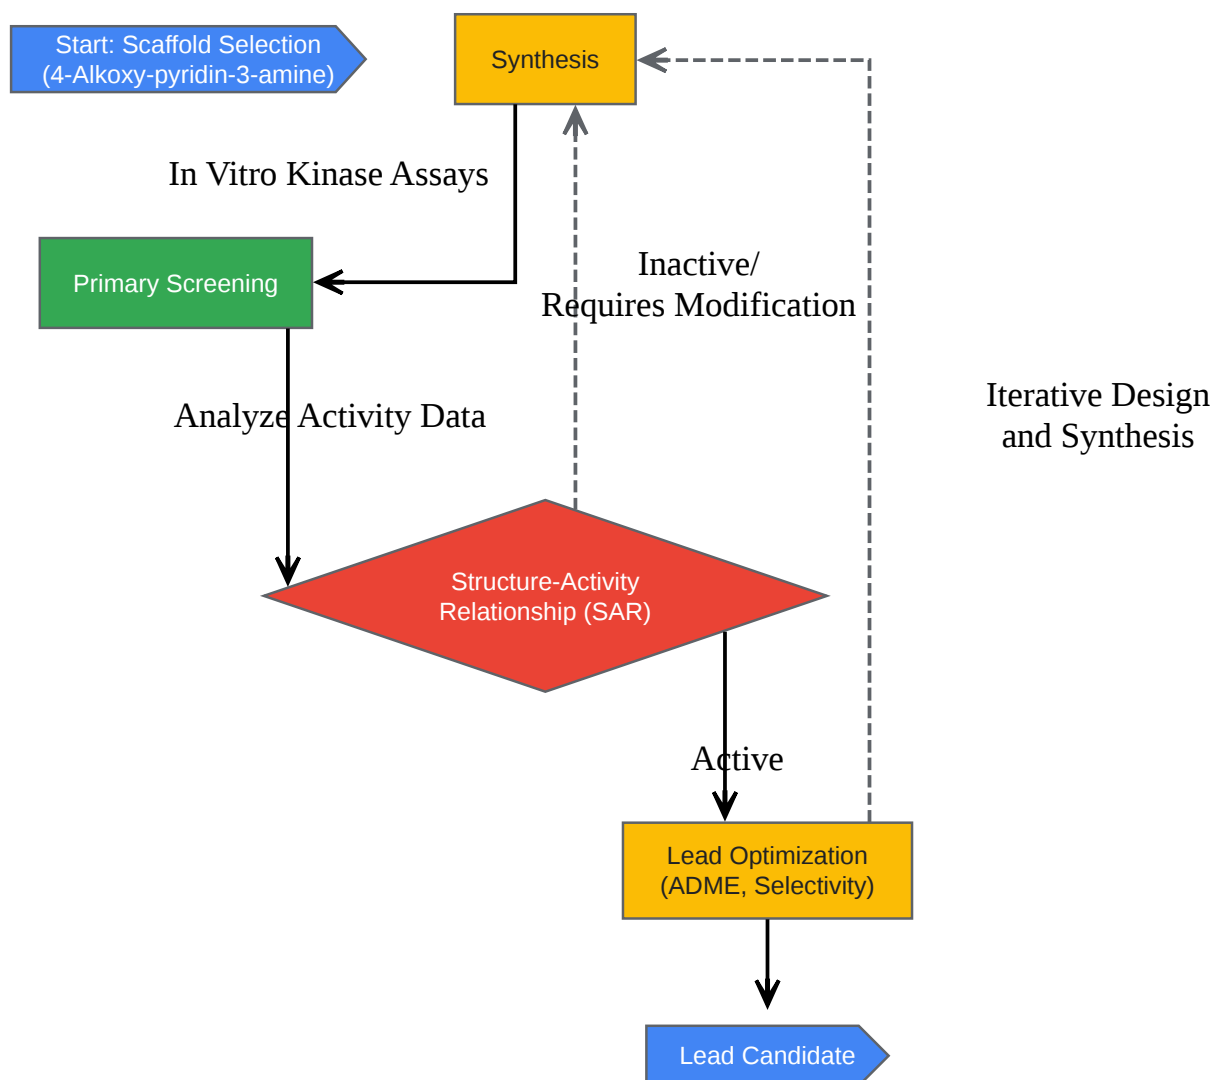 Start: Scaffold Selection
(4-Alkoxy-pyridin-3-amine)
Synthesis
In Vitro Kinase Assays
Primary Screening
Inactive/
Requires Modification
Analyze Activity Data
Iterative Design
and Synthesis
Structure-Activity
Relationship (SAR)
Active
Lead Optimization
(ADME, Selectivity)
Lead Candidate